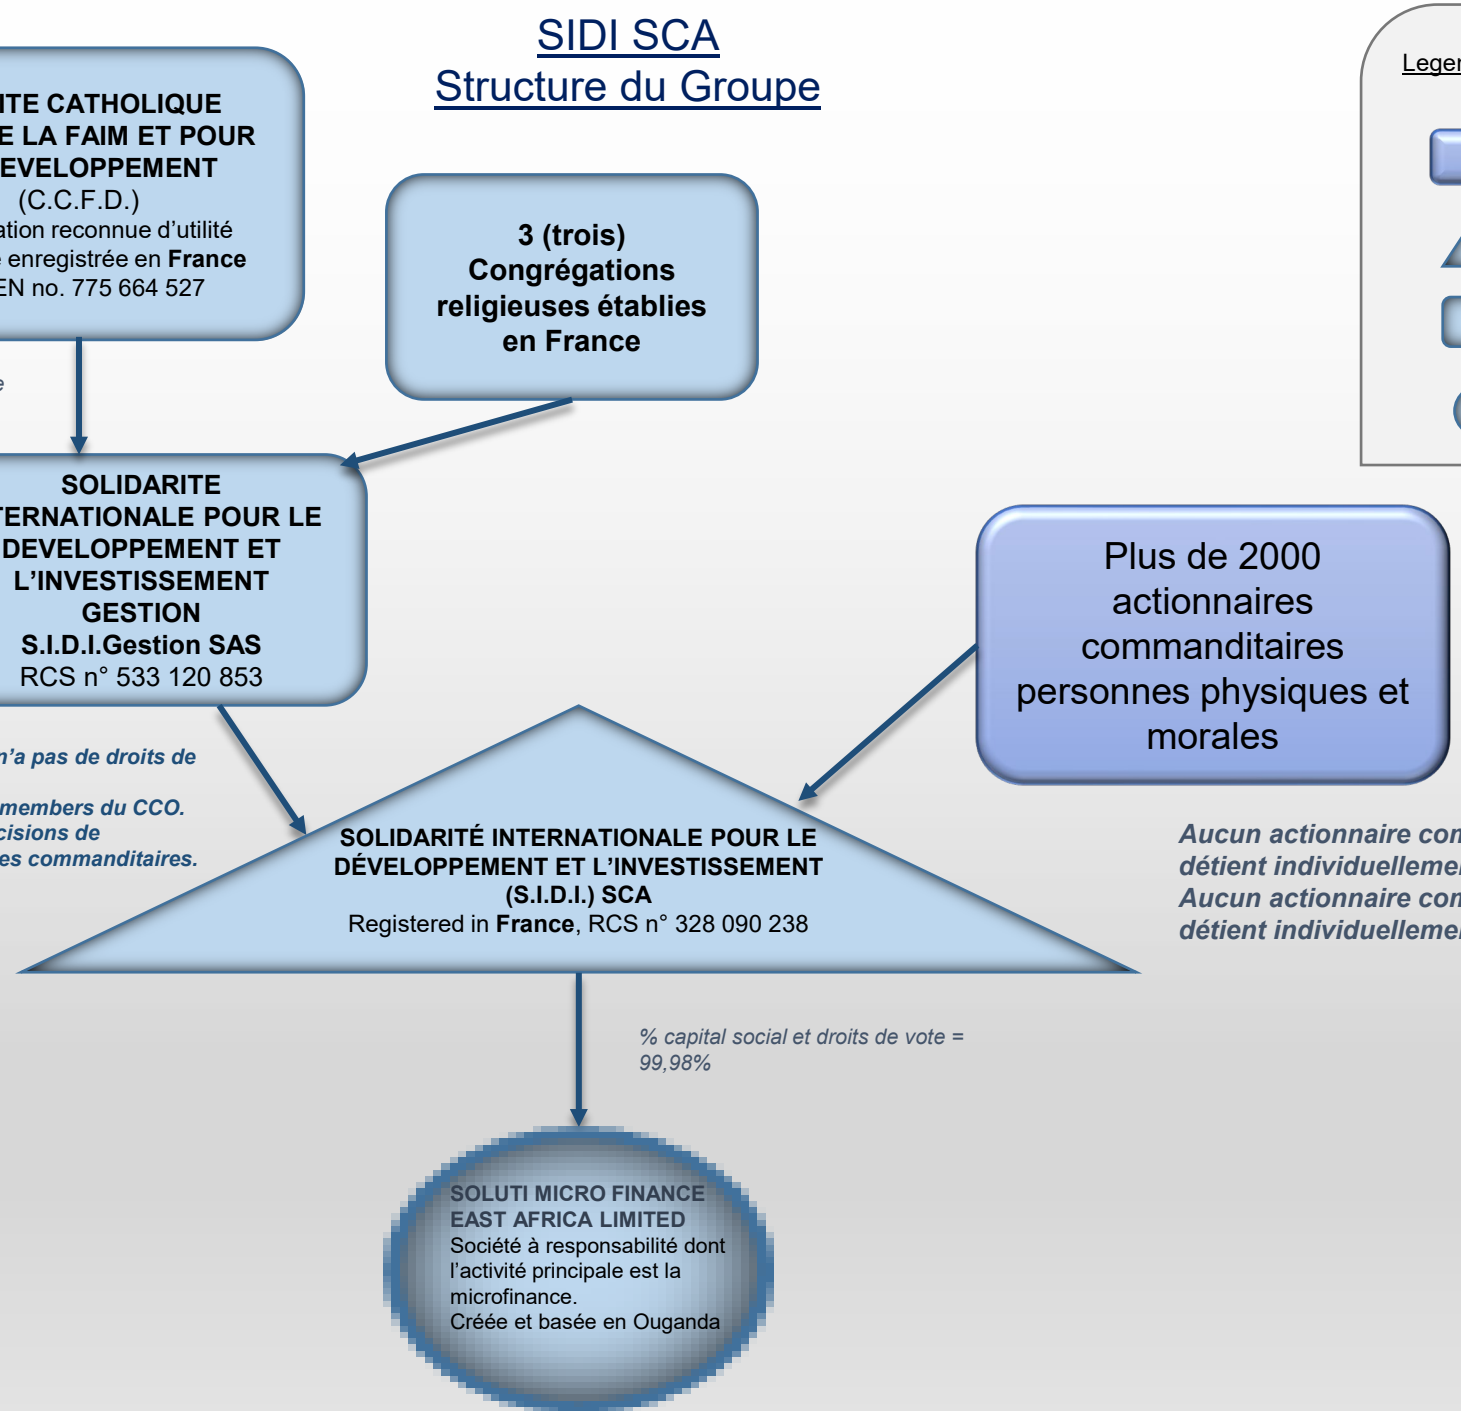 SIDI SCA
Structure du Groupe
ITE CATHOLIQUE
E LA FAIM ET POUR
EVELOPPEMENT
(C.C.F.D.)
ation reconnue d’utilité
e enregistrée en France
EN no. 775 664 527
3 (trois)
Congrégations
religieuses établies
en France
Legen
e
SOLIDARITE
TERNATIONALE POUR LE
DEVELOPPEMENT ET
L’INVESTISSEMENT
GESTION
S.I.D.I.Gestion SAS
RCS n° 533 120 853
Plus de 2000
actionnaires
commanditaires
personnes physiques et
morales
n’a pas de droits de
members du CCO.
cisions de
es commanditaires.
SOLIDARITÉ INTERNATIONALE POUR LE
DÉVELOPPEMENT ET L’INVESTISSEMENT
(S.I.D.I.) SCA
Registered in France, RCS n° 328 090 238
Aucun actionnaire com
détient individuellemen
Aucun actionnaire com
détient individuellemen
% capital social et droits de vote =
99,98%
SOLUTI MICRO FINANCE
EAST AFRICA LIMITED
Société à responsabilité dont
l’activité principale est la
microfinance.
Créée et basée en Ouganda